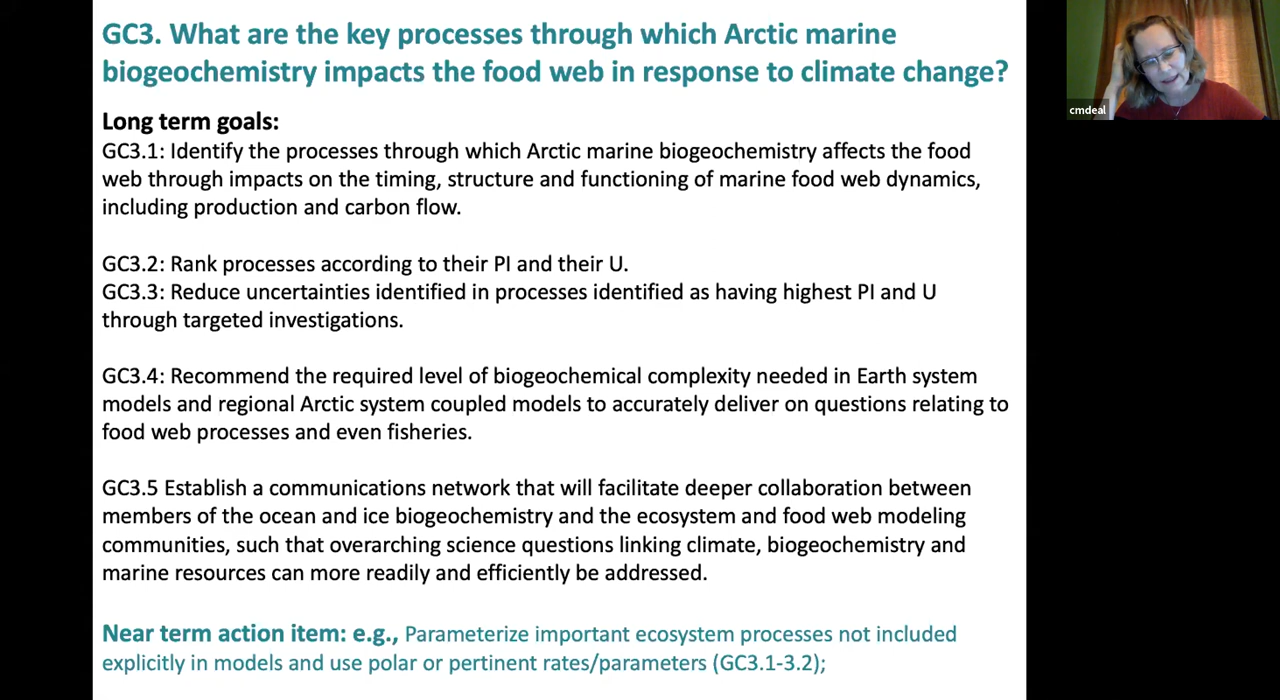 GC3. What are the key processes through which Arctic marine
biogeochemistry impacts the food web in response to climate change?
Long term goals:
GC3.1: Identify the processes through which Arctic marine biogeochemistry affects the food
web through impacts on the timing, structure and functioning of marine food web dynamics,
including production and carbon flow.
GC3.2: Rank processes according to their PI and their U.
GC3.3: Reduce uncertainties identified in processes identified as having highest PI and U
through targeted investigations.
GC3.4: Recommend the required level of biogeochemical complexity needed in Earth system
models and regional Arctic system coupled models to accurately deliver on questions relating to
food web processes and even fisheries.
GC3.5 Establish a communications network that will facilitate deeper collaboration between
members of the ocean and ice biogeochemistry and the ecosystem and food web modeling
communities, such that overarching science questions linking climate, biogeochemistry and
marine resources can more readily and efficiently be addressed.
Near term action item: e.g., Parameterize important ecosystem processes not included
explicitly in models and use polar or pertinent rates/parameters (GC3.1-3.2);
cmdeal